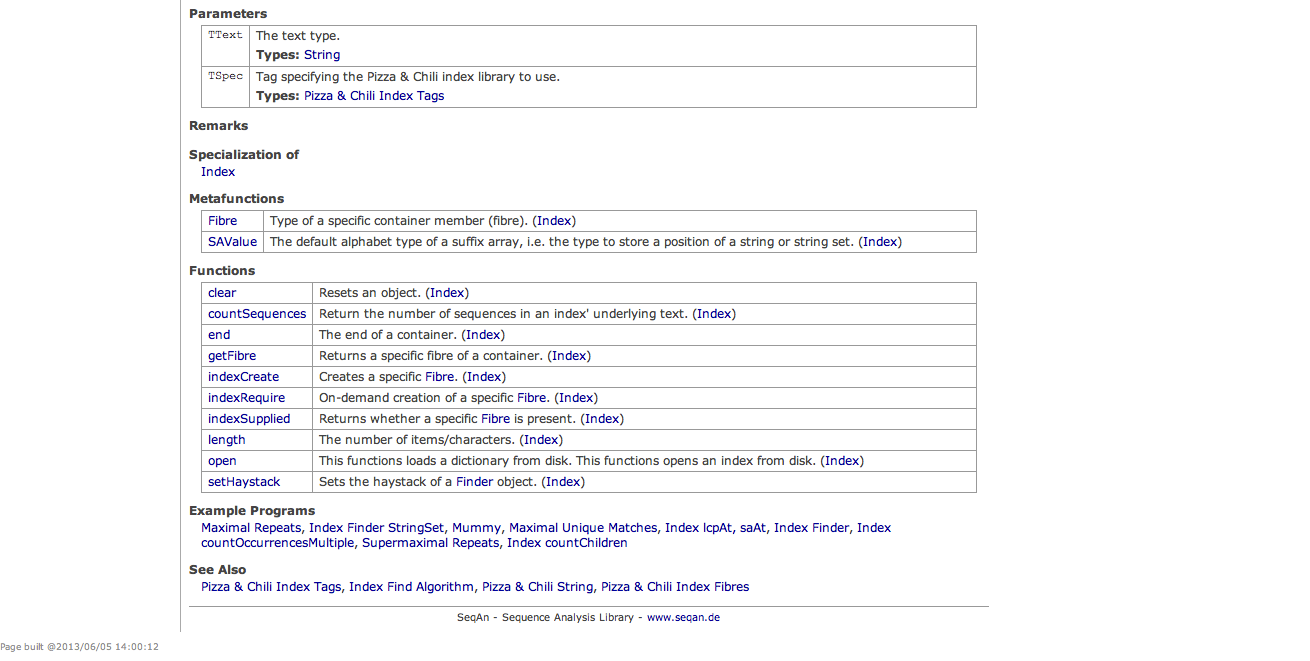 Parameters
TText The text type.
Types: String
TSpec Tag specifying the Pizza & Chili index library to use.
Types: Pizza & Chili Index Tags
Remarks
Specialization of
Index
Metafunctions
Fibre Type of a specific container member (fibre). (Index)
SAValue The default alphabet type of a suffix array, i.e. the type to store a position of a string or string set. (Index)
Functions
clear Resets an object. (Index)
countSequences Return the number of sequences in an index' underlying text. (Index)
end The end of a container. (Index)
getFibre Returns a specific fibre of a container. (Index)
indexCreate Creates a specific Fibre. (Index)
indexRequire On-demand creation of a specific Fibre. (Index)
indexSupplied Returns whether a specific Fibre is present. (Index)
length The number of items/characters. (Index)
open This functions loads a dictionary from disk. This functions opens an index from disk. (Index)
setHaystack Sets the haystack of a Finder object. (Index)
Example Programs
Maximal Repeats, Index Finder StringSet, Mummy, Maximal Unique Matches, Index lcpAt, saAt, Index Finder, Index
countOccurrencesMultiple, Supermaximal Repeats, Index countChildren
See Also
Pizza & Chili Index Tags, Index Find Algorithm, Pizza & Chili String, Pizza & Chili Index Fibres
SeqAn - Sequence Analysis Library - www.seqan.de
Page built @2013/06/05 14:00:12